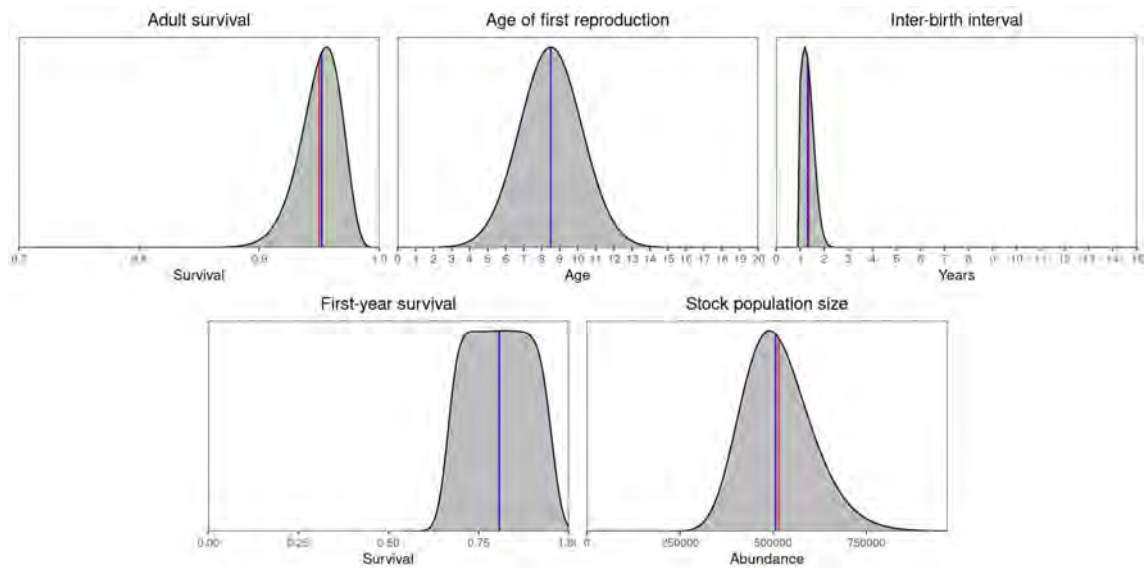 Adult survival
Age of first reproduction
Inter-birth interval
0.7 0.8 0.9 1.0
0 1 2 3 4 5 6 7 8 9 10 11 12 13 14 15 16 17 18 19 20
0 1 2 3 4 5 6 7 8 9 10 11 12 13 14 15
Survival
Age
Years
First-year survival
Stock population size
0.00 0.25 0.50 0.75
0 250000 500000 750000
Survival
Abundance